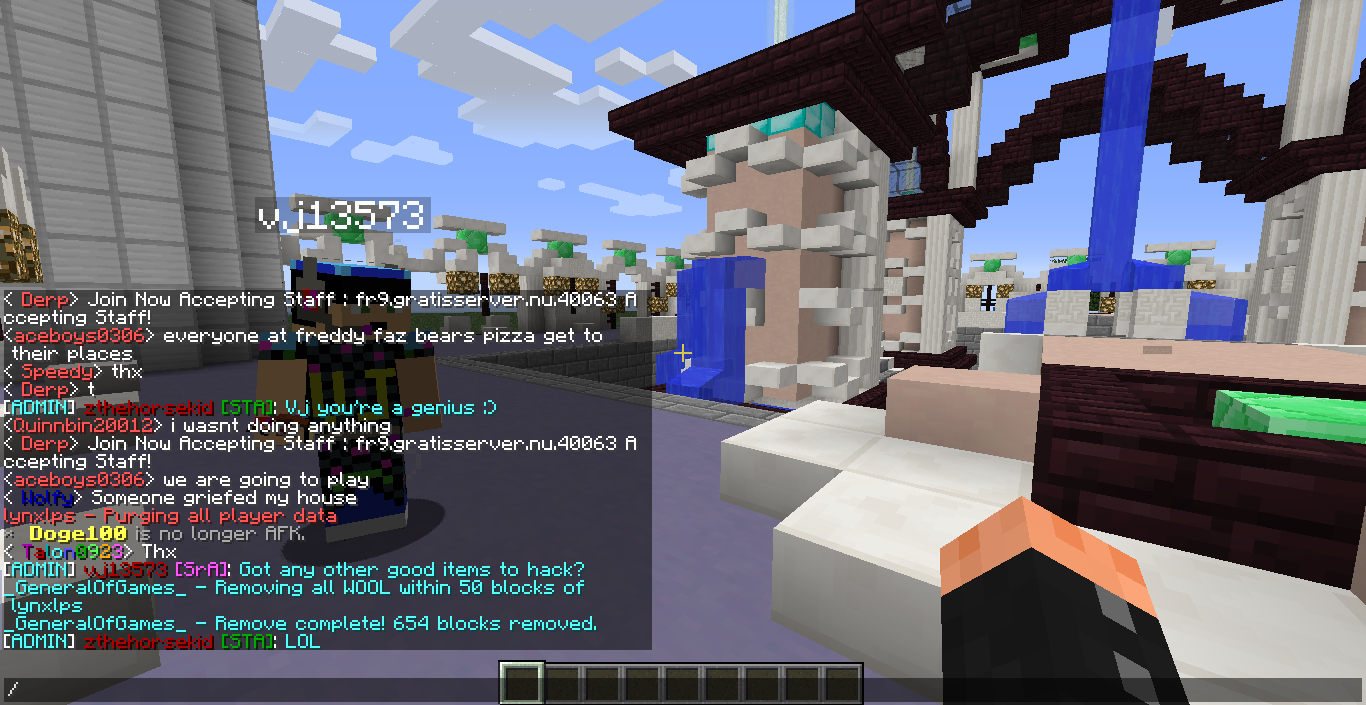 vj13573
< Derp> Join Now Accepting Staff : fr9.gratisserver.nu.40063 A
ccepting Staff!
<aceboys0306> everyone at freddy faz bears pizza get to
their places
< Speedy> thx
< Derp> t
[ADMIN] zthehorsekid [STA]: Vj you're a genius :)
<Quinnbin20012> i wasnt doing anything
< Derp> Join Now Accepting Staff : fr9.gratisserver.nu.40063 A
ccepting Staff!
<aceboys0306> we are going to play
< Wolfy> Someone griefed my house
lynxlps - Purging all player data
* Doge100 is no longer AFK.
< Talon0923> Thx
[ADMIN] vj13573 [SrA]: Got any other good items to hack?
_GeneralOfGames_ - Removing all WOOL within 50 blocks of
lynxlps
_GeneralOfGames_ - Remove complete! 654 blocks removed.
[ADMIN] zthehorsekid [STA]: LOL
/